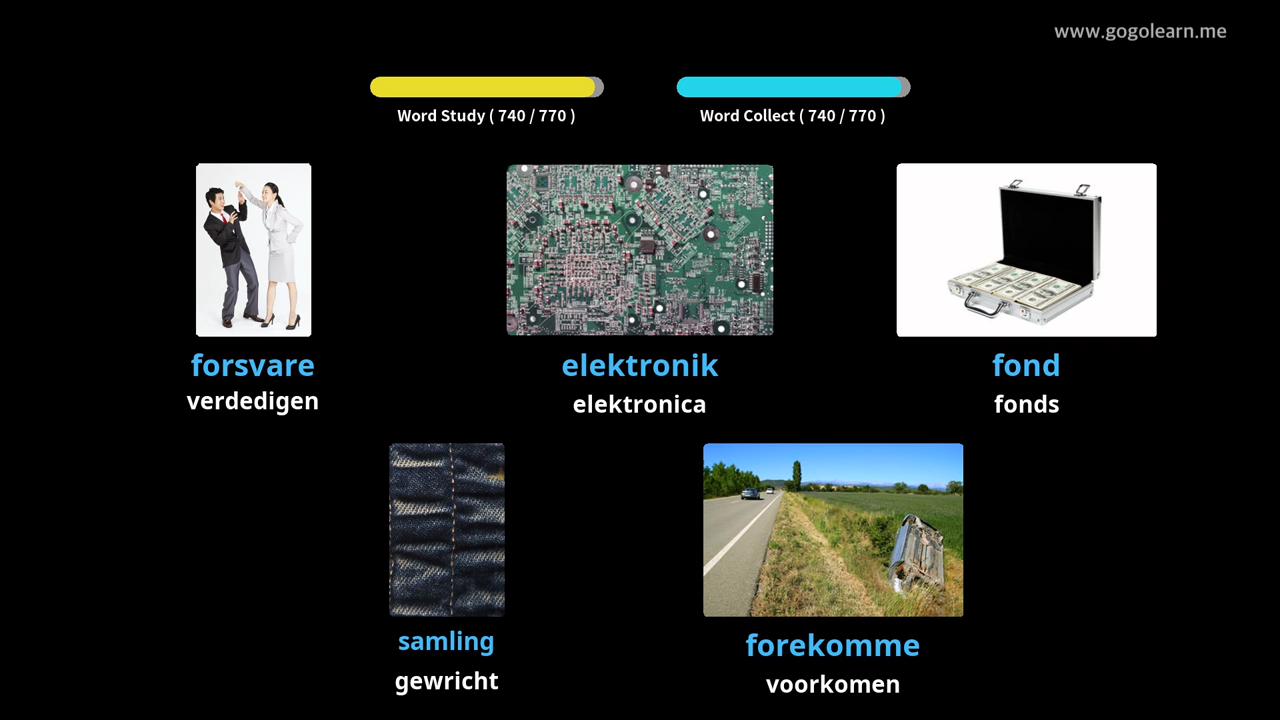 www.gogolearn.me
Word Study ( 740 / 770 )
Word Collect ( 740 / 770 )
forsvare
verdedigen
elektronik
elektronica
fond
fonds
samling
gewricht
forekomme
voorkomen